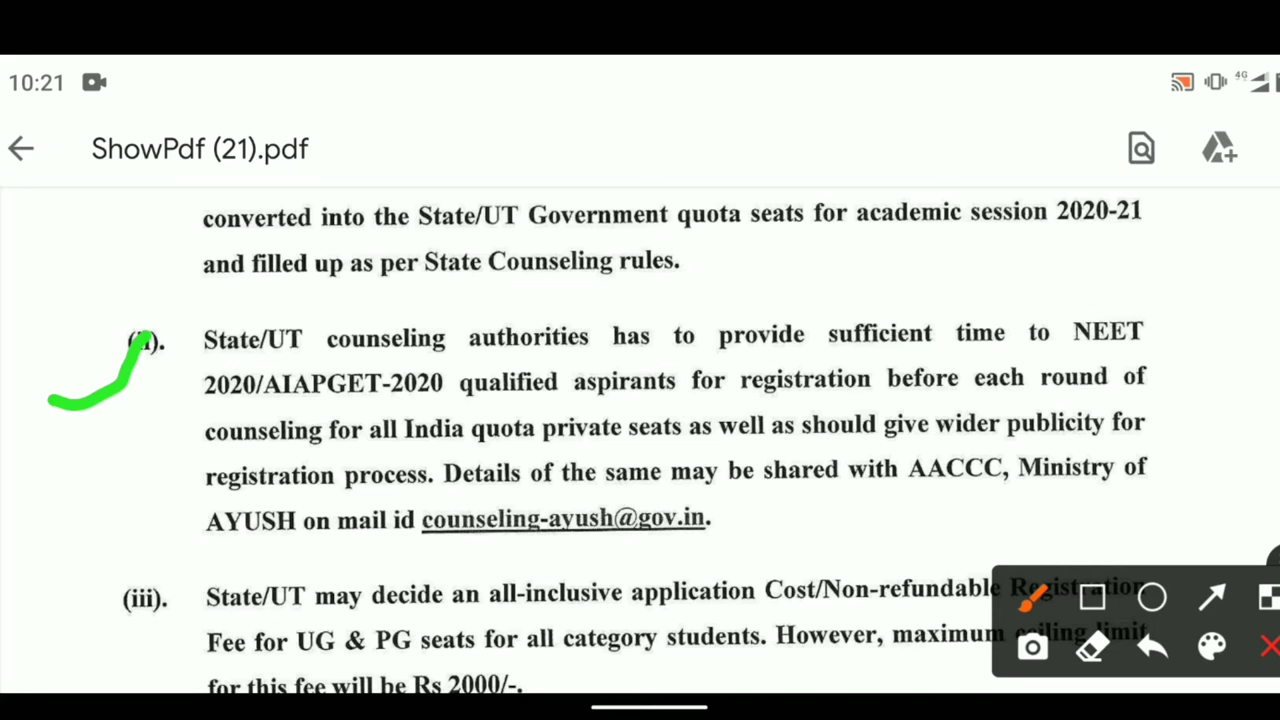 10:21
4G
ShowPdf (21).pdf
converted into the State/UT Government quota seats for academic session 2020-21
and filled up as per State Counseling rules.
(ii). State/UT counseling authorities has to provide sufficient time to NEET
2020/AIAPGET-2020 qualified aspirants for registration before each round of
counseling for all India quota private seats as well as should give wider publicity for
registration process. Details of the same may be shared with AACCC, Ministry of
AYUSH on mail id counseling-ayush@gov.in.
(iii). State/UT may decide an all-inclusive application Cost/Non-refundable Registration
Fee for UG & PG seats for all category students. However, maximum ceiling limit
for this fee will be Rs 2000/-.